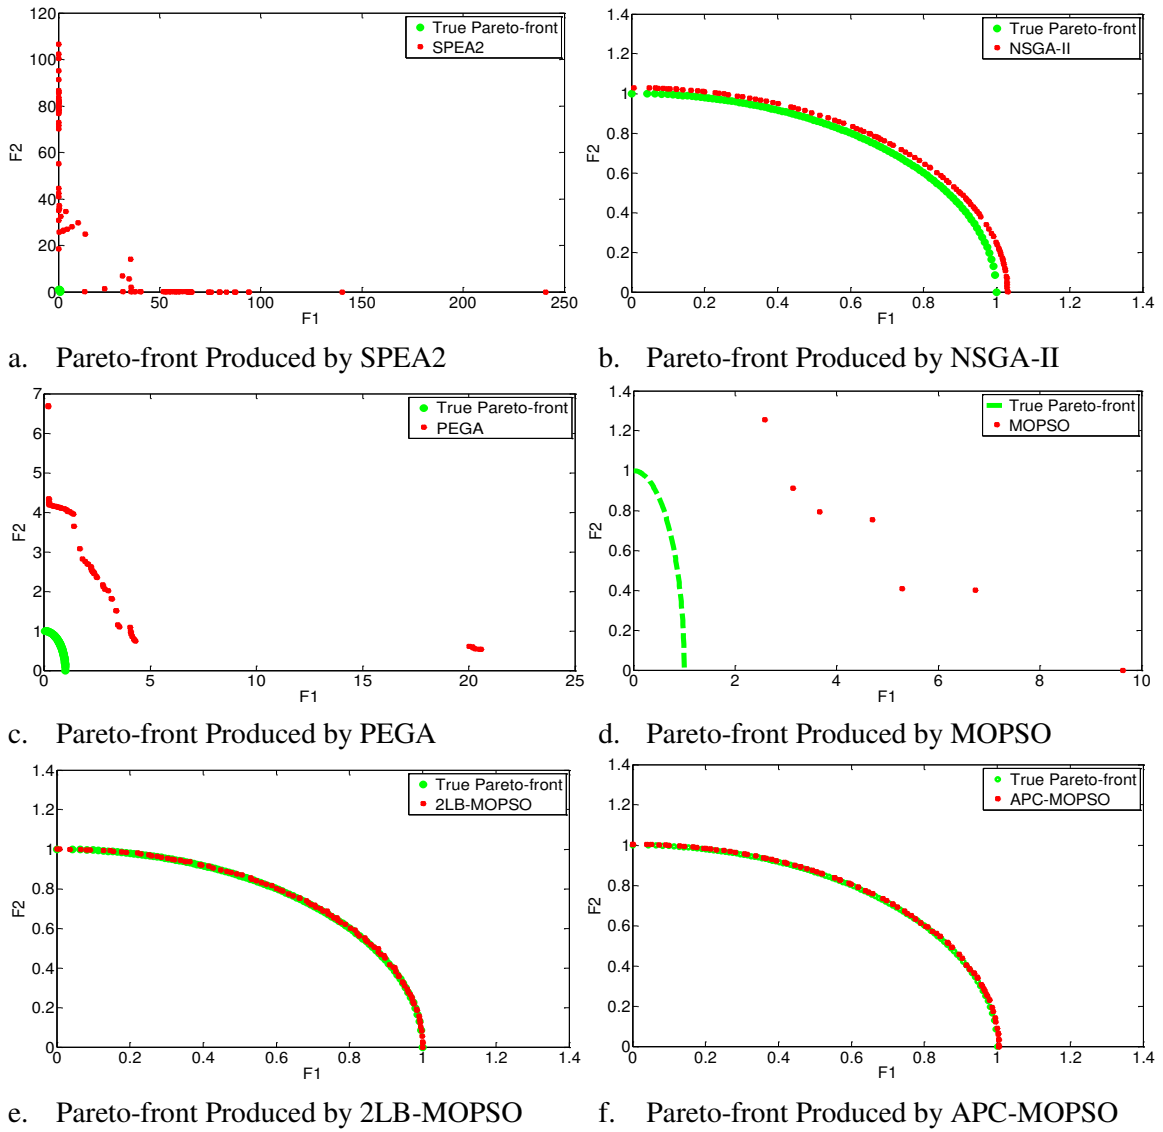 120
100
80
60
40
20
0
F2
0
50
100
150
200
250
F1
True Pareto-front
SPEA2
a. Pareto-front Produced by SPEA2
1.4
1.2
1
0.8
0.6
0.4
0.2
0
F2
0
0.2
0.4
0.6
0.8
1
1.2
1.4
F1
True Pareto-front
NSGA-II
b. Pareto-front Produced by NSGA-II
7
6
5
4
3
2
1
0
F2
0
5
10
15
20
25
F1
True Pareto-front
PEGA
c. Pareto-front Produced by PEGA
1.4
1.2
1
0.8
0.6
0.4
0.2
0
F2
0
2
4
6
8
10
F1
True Pareto-front
MOPSO
d. Pareto-front Produced by MOPSO
1.4
1.2
1
0.8
0.6
0.4
0.2
0
F2
0
0.2
0.4
0.6
0.8
1
1.2
1.4
F1
True Pareto-front
2LB-MOPSO
e. Pareto-front Produced by 2LB-MOPSO
1.4
1.2
1
0.8
0.6
0.4
0.2
0
F2
0
0.2
0.4
0.6
0.8
1
1.2
1.4
F1
True Pareto-front
APC-MOPSO
f. Pareto-front Produced by APC-MOPSO